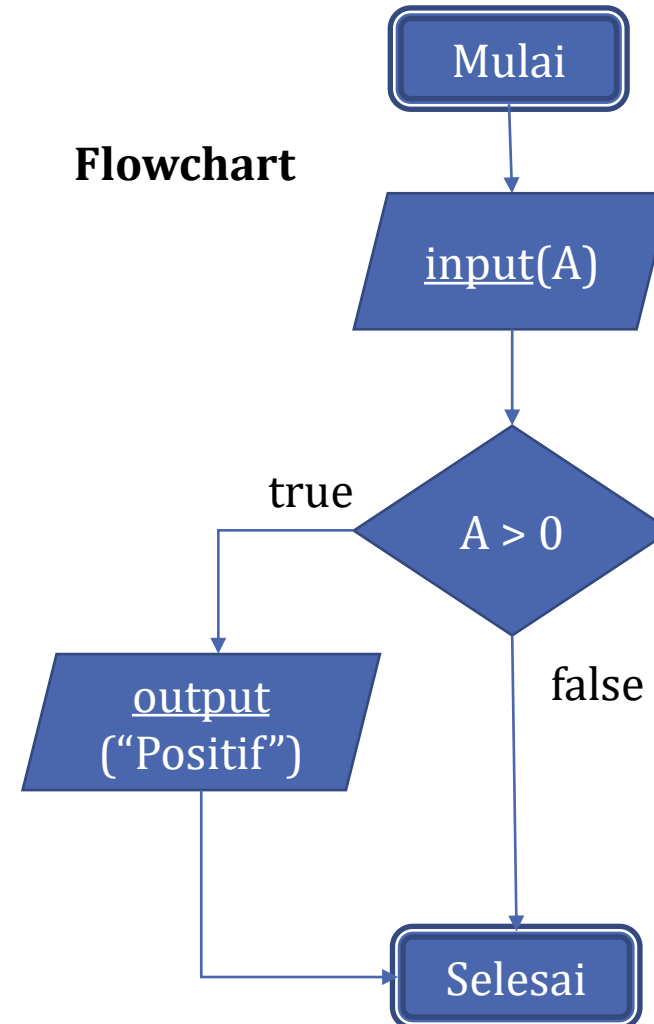 Mulai
Flowchart
input(A)
true
A > 0
false
output
(“Positif”)
Selesai